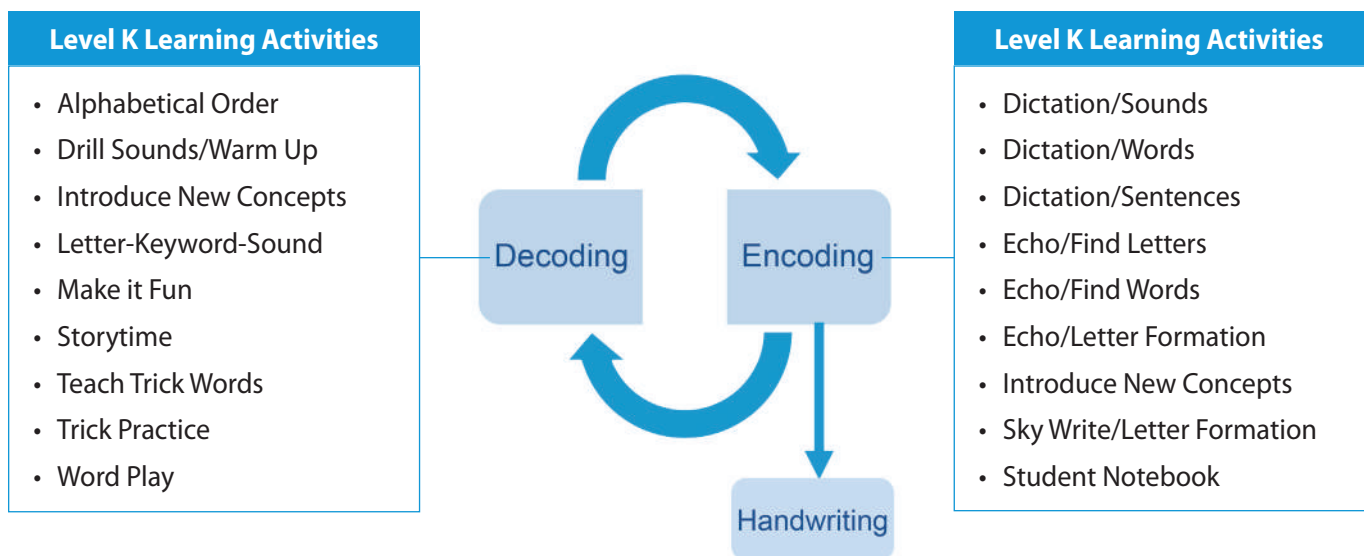 Level K Learning Activities
• Alphabetical Order
• Drill Sounds/Warm Up
• Introduce New Concepts
• Letter-Keyword-Sound
• Make it Fun
• Storytime
• Teach Trick Words
• Trick Practice
• Word Play
Decoding
Encoding
Handwriting
Level K Learning Activities
• Dictation/Sounds
• Dictation/Words
• Dictation/Sentences
• Echo/Find Letters
• Echo/Find Words
• Echo/Letter Formation
• Introduce New Concepts
• Sky Write/Letter Formation
• Student Notebook